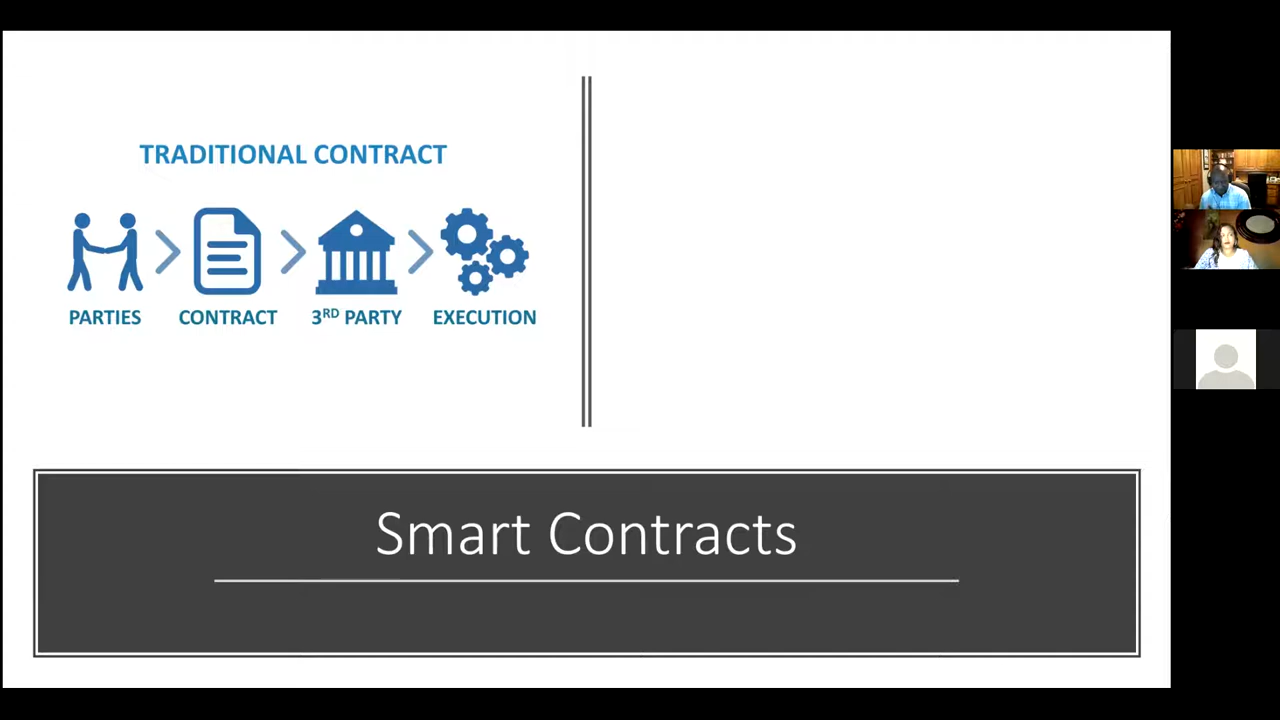 TRADITIONAL CONTRACT
PARTIES
CONTRACT
3RD PARTY
EXECUTION
Smart Contracts